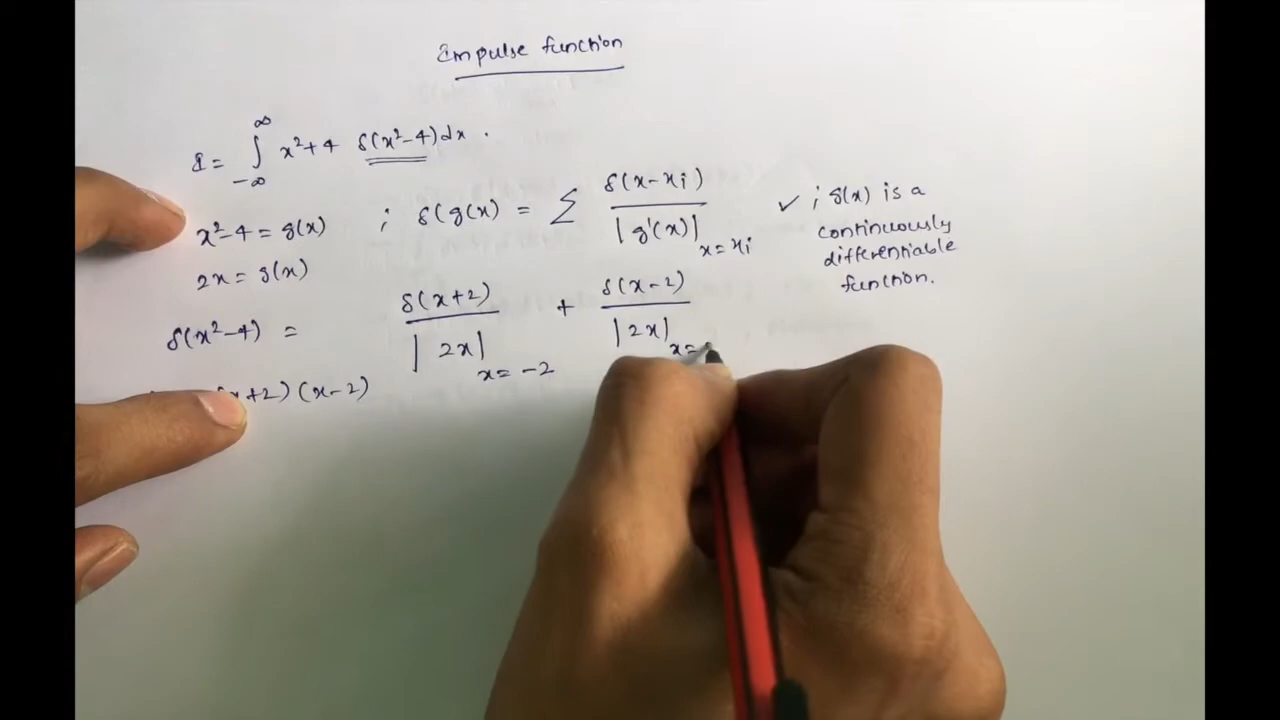 Impulse function
I = ∫_{-∞}^{∞} x²+4 δ(x²-4)dx .
x²-4 = g(x) ; δ(g(x) = Σ δ(x-xi) / |g'(x)| x=xi ✓ ; g(x) is a
continuously
differentiable
function.
2x = g(x)
δ(x²-4) = δ(x+2) / |2x| x=-2 + δ(x-2) / |2x| x=
x+2)(x-2)